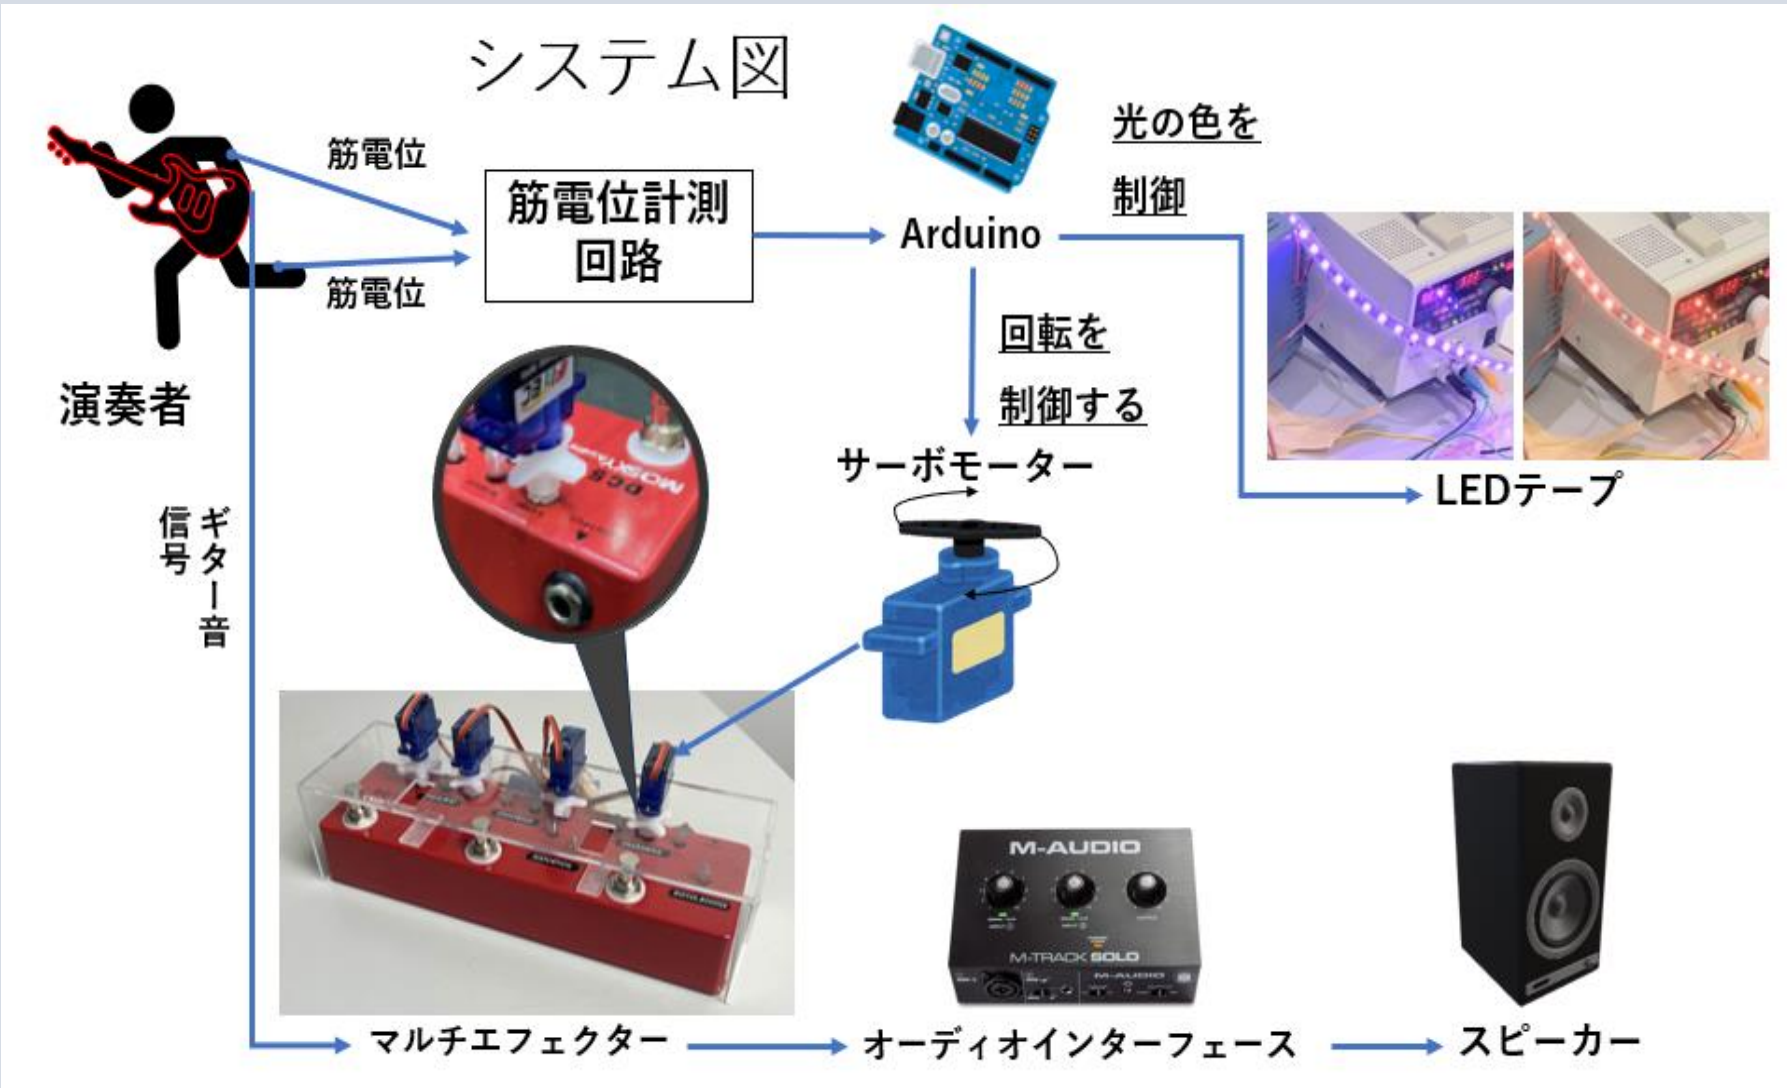 システム図
筋電位
筋電位
筋電位計測
回路
Arduino
光の色を
制御
回転を
制御する
サーボモーター
LEDテープ
演奏者
ギター音
信号
M-AUDIO
M-TRACK SOLO
M-AUDIO
マルチエフェクター
オーディオインターフェース
スピーカー